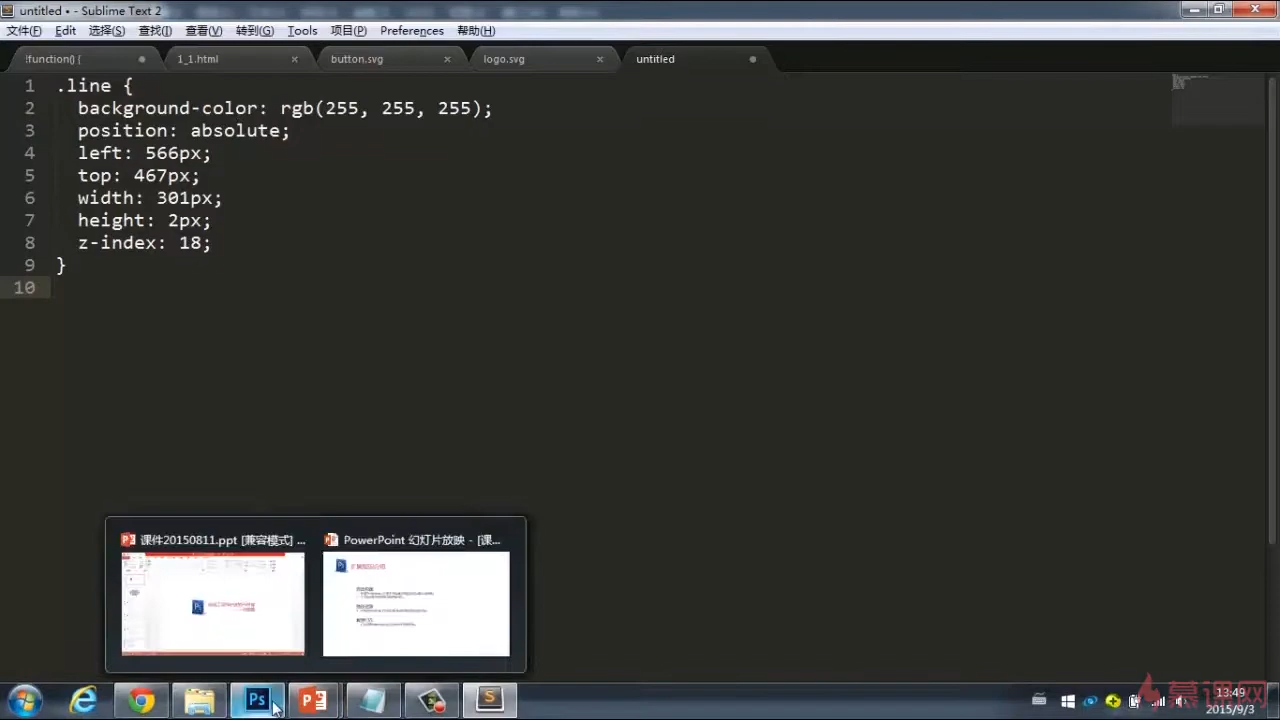 untitled • - Sublime Text 2
文件(F) Edit 选择(S) 查找(I) 查看(V) 转到(G) Tools 项目(P) Preferences 帮助(H)
!function() { 1_1.html button.svg logo.svg untitled
1 .line {
2 background-color: rgb(255, 255, 255);
3 position: absolute;
4 left: 566px;
5 top: 467px;
6 width: 301px;
7 height: 2px;
8 z-index: 18;
9 }
10
课件20150811.ppt [兼容模式] ... PowerPoint 幻灯片放映 - [课...
Ps
13:49
2015/9/3
慕课网